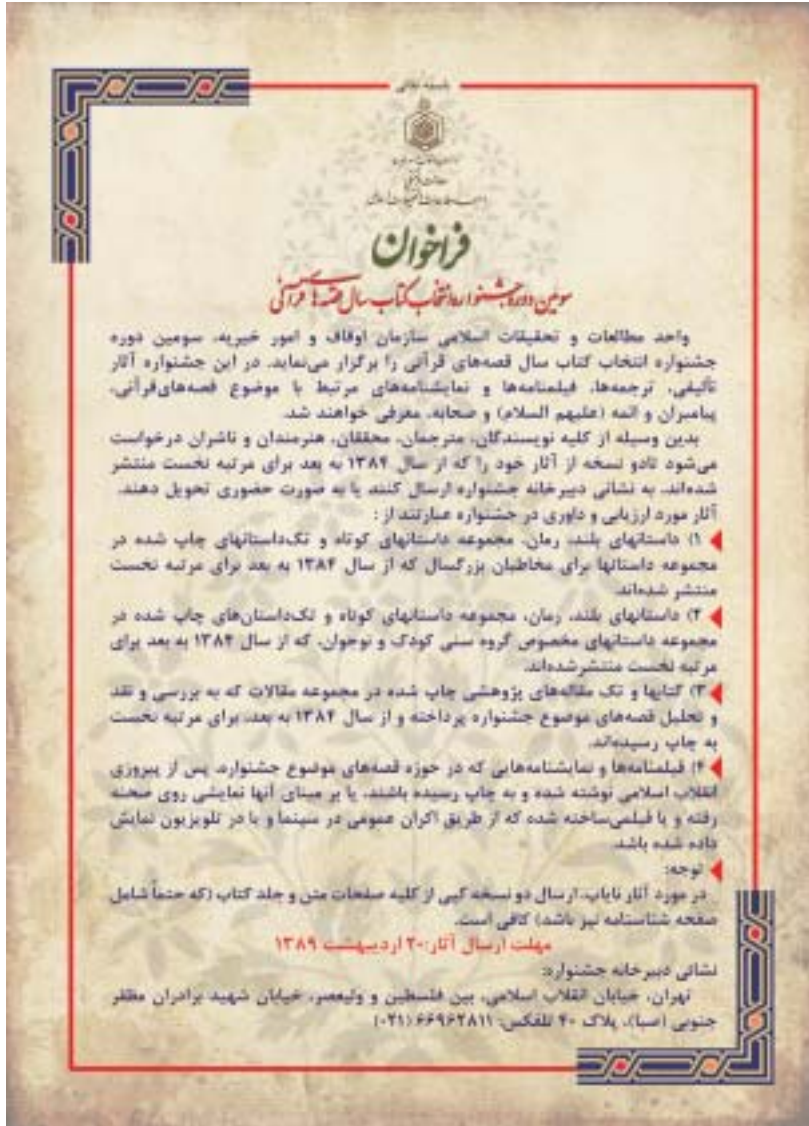 باسمه تعالی
فراخوان
سومین دوره جشنواره انتخاب کتاب سال قصه‌های قرآنی
واحد مطالعات و تحقیقات اسلامی سازمان اوقاف و امور خیریه، سومین دوره
جشنواره انتخاب کتاب سال قصه‌های قرآنی را برگزار می‌نماید. در این جشنواره آثار
تألیفی، ترجمه‌ها، فیلمنامه‌ها و نمایشنامه‌های مرتبط با موضوع قصه‌های‌قرآنی،
پیامبران و ائمه (علیهم السلام) و صحابه، معرفی خواهند شد.
بدین وسیله از کلیه نویسندگان، مترجمان، محققان، هنرمندان و ناشران درخواست
می‌شود تادو نسخه از آثار خود را که از سال ۱۳۸۴ به بعد برای مرتبه نخست منتشر
شده‌اند، به نشانی دبیرخانه جشنواره ارسال کنند یا به صورت حضوری تحویل دهند.
آثار مورد ارزیابی و داوری در جشنواره عبارتند از :
۱) داستانهای بلند، رمان، مجموعه داستانهای کوتاه و تک‌داستانهای چاپ شده در
مجموعه داستانها برای مخاطبان بزرگسال که از سال ۱۳۸۴ به بعد برای مرتبه نخست
منتشر شده‌اند.
۲) داستانهای بلند، رمان، مجموعه داستانهای کوتاه و تک‌داستان‌های چاپ شده در
مجموعه داستانهای مخصوص گروه سنی کودک و نوجوان، که از سال ۱۳۸۴ به بعد برای
مرتبه نخست منتشرشده‌اند.
۳) کتابها و تک مقاله‌های پژوهشی چاپ شده در مجموعه مقالات که به بررسی و نقد
و تحلیل قصه‌های موضوع جشنواره پرداخته و از سال ۱۳۸۴ به بعد، برای مرتبه نخست
به چاپ رسیده‌اند.
۴) فیلمنامه‌ها و نمایشنامه‌هایی که در حوزه قصه‌های موضوع جشنواره، پس از پیروزی
انقلاب اسلامی نوشته شده و به چاپ رسیده باشند، یا بر مبنای آنها نمایشی روی صحنه
رفته و یا فیلمی‌ساخته شده که از طریق اکران عمومی در سینما و یا در تلویزیون نمایش
داده شده باشد.
توجه:
در مورد آثار نایاب، ارسال دو نسخه کپی از کلیه صفحات متن و جلد کتاب (که حتماً شامل
صفحه شناسنامه نیز باشد) کافی است.
مهلت ارسال آثار:۲۰ اردیبهشت ۱۳۸۹
نشانی دبیرخانه جشنواره:
تهران، خیابان انقلاب اسلامی، بین فلسطین و ولیعصر، خیابان شهید برادران مظفر
جنوبی (صبا)، پلاک ۴۰ تلفکس: ۶۶۹۶۲۸۱۱ (۰۲۱)